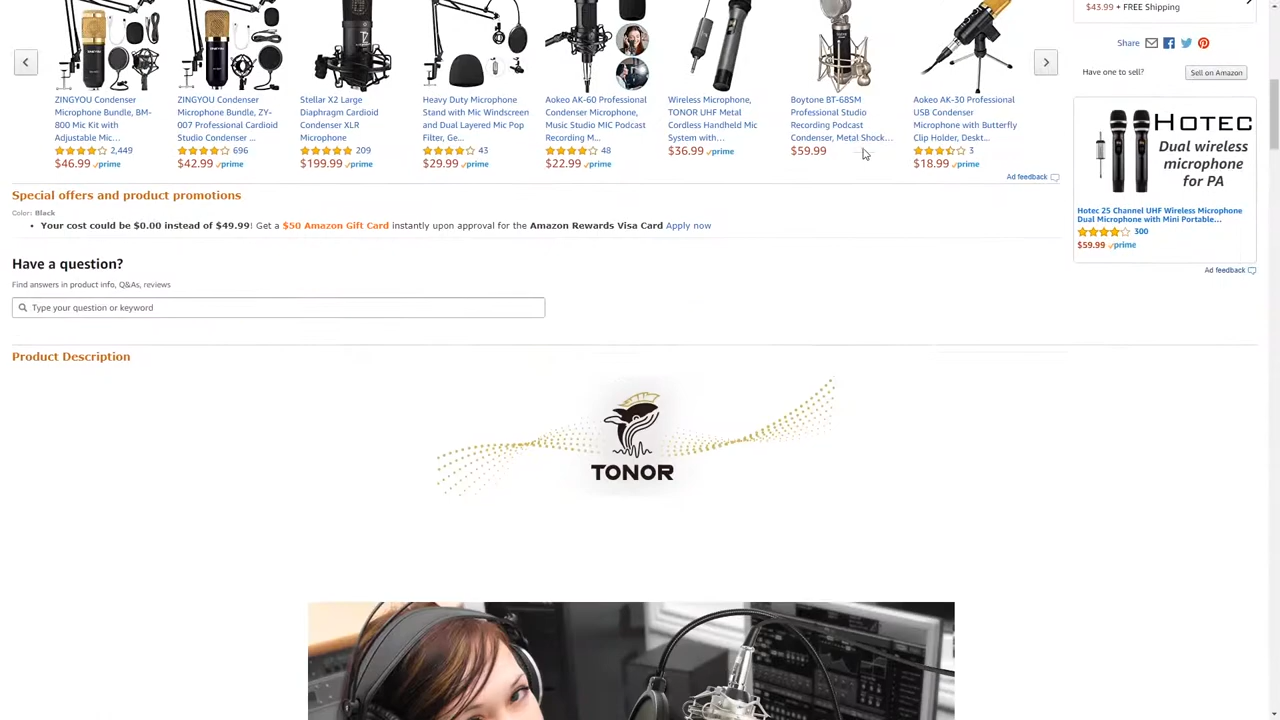 $43.99 + FREE Shipping
Share
Have one to sell?
Sell on Amazon
ZINGYOU Condenser
Microphone Bundle, BM-
800 Mic Kit with
Adjustable Mic...
2,449
$46.99 prime
ZINGYOU Condenser
Microphone Bundle, ZY-
007 Professional Cardioid
Studio Condenser ...
696
$42.99 prime
Stellar X2 Large
Diaphragm Cardioid
Condenser XLR
Microphone
209
$199.99 prime
Heavy Duty Microphone
Stand with Mic Windscreen
and Dual Layered Mic Pop
Filter, Ge...
43
$29.99 prime
Aokeo AK-60 Professional
Condenser Microphone,
Music Studio MIC Podcast
Recording M...
48
$22.99 prime
Wireless Microphone,
TONOR UHF Metal
Cordless Handheld Mic
System with...
$36.99 prime
Boytone BT-68SM
Professional Studio
Recording Podcast
Condenser, Metal Shock...
$59.99
Aokeo AK-30 Professional
USB Condenser
Microphone with Butterfly
Clip Holder, Deskt...
3
$18.99 prime
Ad feedback
HOTEC
Dual wireless
microphone
for PA
Hotec 25 Channel UHF Wireless Microphone
Dual Microphone with Mini Portable...
300
$59.99 prime
Ad feedback
Special offers and product promotions
Color: Black
• Your cost could be $0.00 instead of $49.99! Get a $50 Amazon Gift Card instantly upon approval for the Amazon Rewards Visa Card Apply now
Have a question?
Find answers in product info, Q&As, reviews
Type your question or keyword
Product Description
TONOR